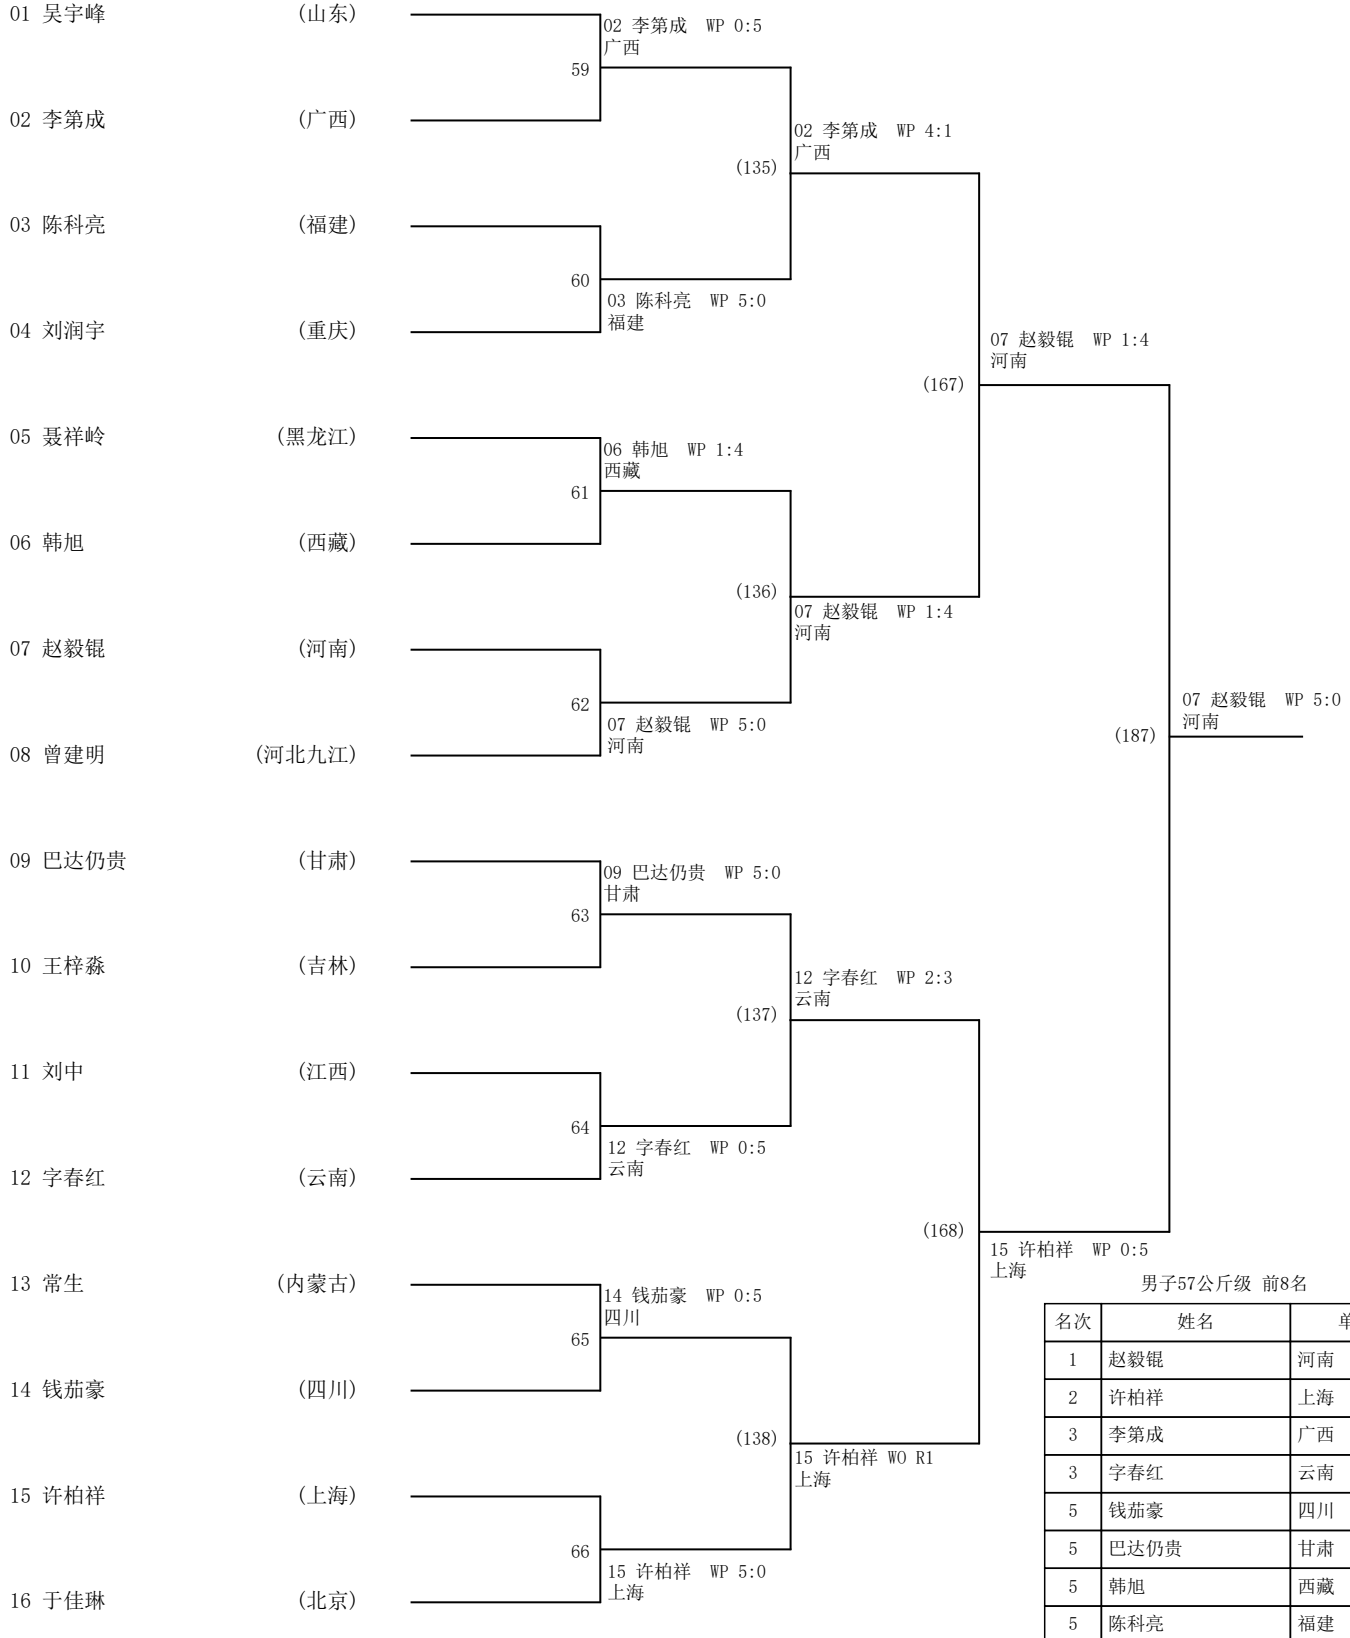 01 吴宇峰 (山东)
02 李第成 WP 0:5
广西
59
02 李第成 (广西)
02 李第成 WP 4:1
广西
(135)
03 陈科亮 (福建)
60
03 陈科亮 WP 5:0
福建
04 刘润宇 (重庆)
07 赵毅锟 WP 1:4
河南
(167)
05 聂祥岭 (黑龙江)
06 韩旭 WP 1:4
西藏
61
06 韩旭 (西藏)
(136)
07 赵毅锟 WP 1:4
河南
07 赵毅锟 (河南)
62
07 赵毅锟 WP 5:0
河南
07 赵毅锟 WP 5:0
河南
(187)
08 曾建明 (河北九江)
09 巴达仍贵 (甘肃)
09 巴达仍贵 WP 5:0
甘肃
63
10 王梓淼 (吉林)
12 字春红 WP 2:3
云南
(137)
11 刘中 (江西)
64
12 字春红 WP 0:5
云南
12 字春红 (云南)
(168)
15 许柏祥 WP 0:5
上海
13 常生 (内蒙古)
14 钱茄豪 WP 0:5
四川
65
14 钱茄豪 (四川)
(138)
15 许柏祥 WO R1
上海
15 许柏祥 (上海)
66
15 许柏祥 WP 5:0
上海
16 于佳琳 (北京)
男子57公斤级 前8名
名次 姓名
1 赵毅锟 河南
2 许柏祥 上海
3 李第成 广西
3 字春红 云南
5 钱茄豪 四川
5 巴达仍贵 甘肃
5 韩旭 西藏
5 陈科亮 福建